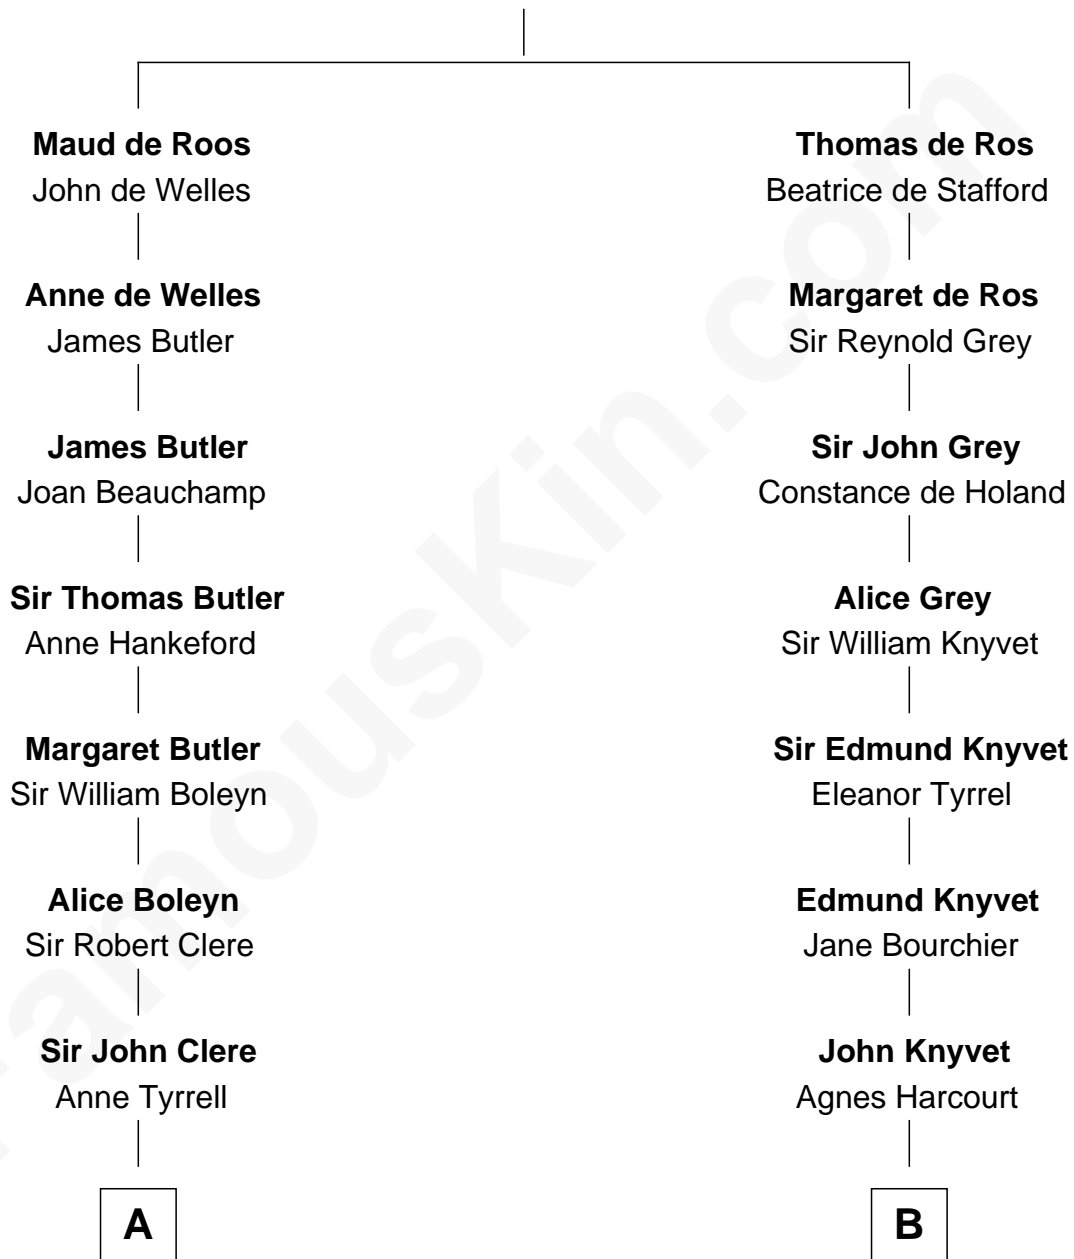 Maud de Roos
John de Welles
Anne de Welles
James Butler
James Butler
Joan Beauchamp
Sir Thomas Butler
Anne Hankeford
Margaret Butler
Sir William Boleyn
Alice Boleyn
Sir Robert Clere
Sir John Clere
Anne Tyrrell
A
Thomas de Ros
Beatrice de Stafford
Margaret de Ros
Sir Reynold Grey
Sir John Grey
Constance de Holand
Alice Grey
Sir William Knyvet
Sir Edmund Knyvet
Eleanor Tyrrel
Edmund Knyvet
Jane Bourchier
John Knyvet
Agnes Harcourt
B
FamousKin.com